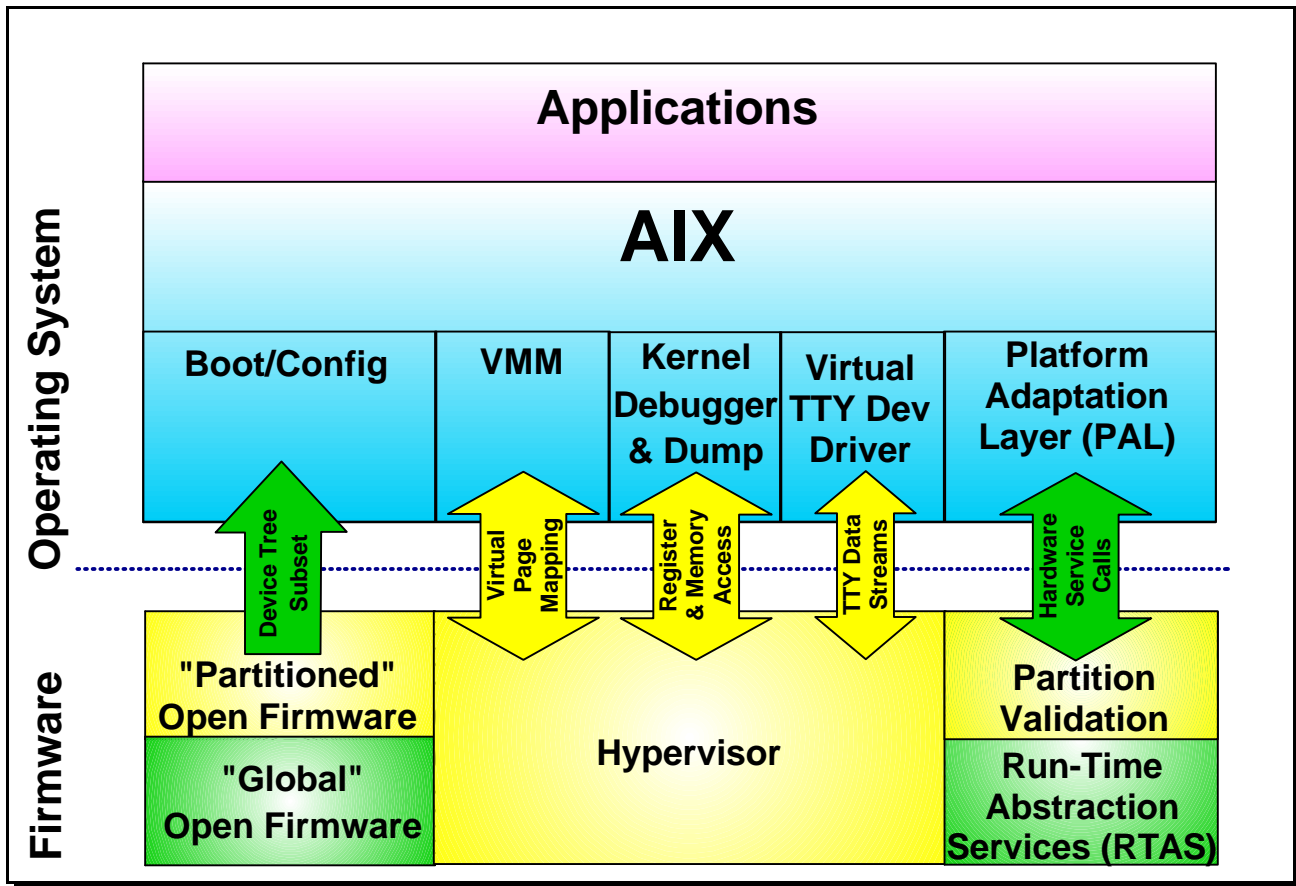 Applications
AIX
Operating System
Boot/Config
VMM
Kernel
Debugger
& Dump
Virtual
TTY Dev
Driver
Platform
Adaptation
Layer (PAL)
Device Tree
Subset
Virtual
Page
Mapping
Register
& Memory
Access
TTY Data
Streams
Hardware
Service
Calls
Firmware
"Partitioned"
Open Firmware
"Global"
Open Firmware
Hypervisor
Partition
Validation
Run-Time
Abstraction
Services (RTAS)